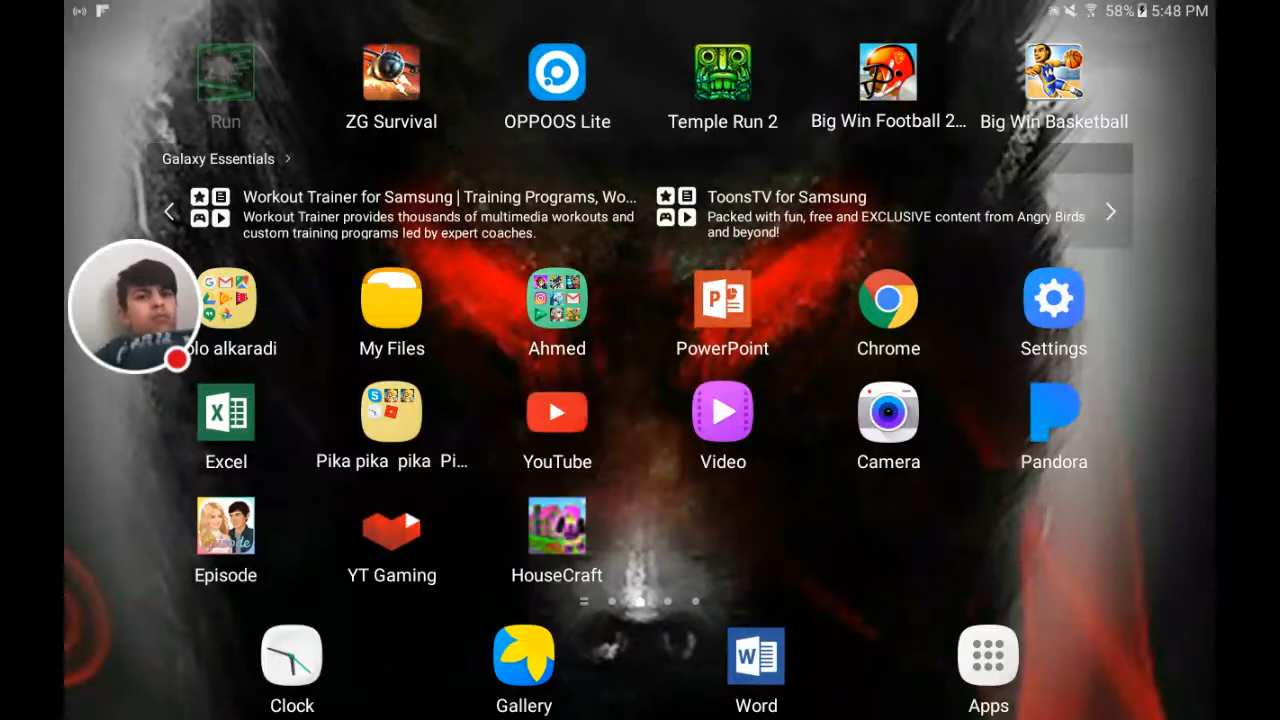 58% 5:48 PM
Run
ZG Survival
OPPOOS Lite
Temple Run 2
Big Win Football 2...
Big Win Basketball
Galaxy Essentials
Workout Trainer for Samsung | Training Programs, Wo...
Workout Trainer provides thousands of multimedia workouts and
custom training programs led by expert coaches.
ToonsTV for Samsung
Packed with fun, free and EXCLUSIVE content from Angry Birds
and beyond!
olo alkaradi
My Files
Ahmed
PowerPoint
Chrome
Settings
Excel
Pika pika pika Pi...
YouTube
Video
Camera
Pandora
Episode
YT Gaming
HouseCraft
Clock
Gallery
Word
Apps